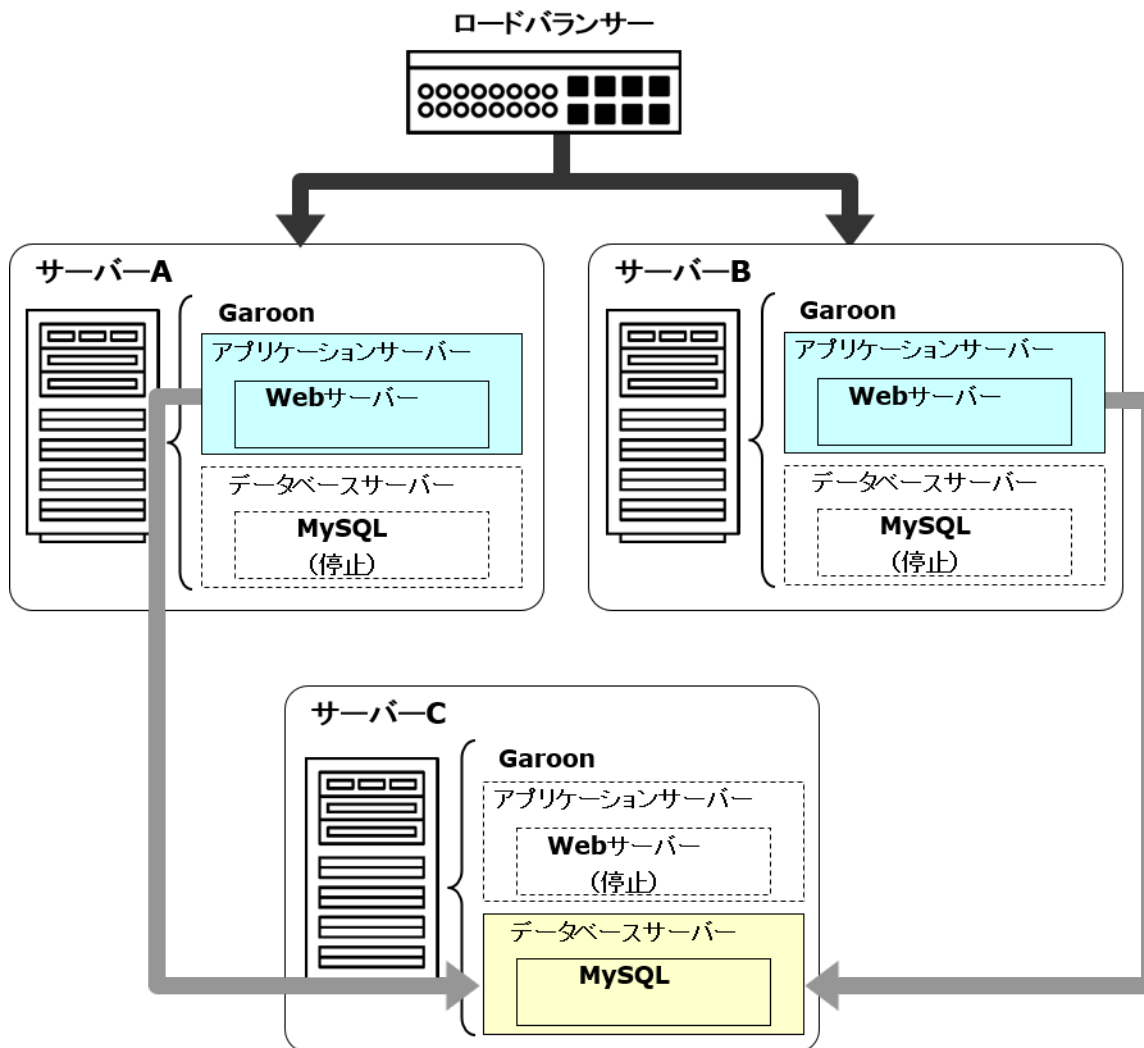 ロードバランサー
サーバーA
Garoon
アプリケーションサーバー
Webサーバー
データベースサーバー
MySQL
(停止)
サーバーB
Garoon
アプリケーションサーバー
Webサーバー
データベースサーバー
MySQL
(停止)
サーバーC
Garoon
アプリケーションサーバー
Webサーバー
(停止)
データベースサーバー
MySQL